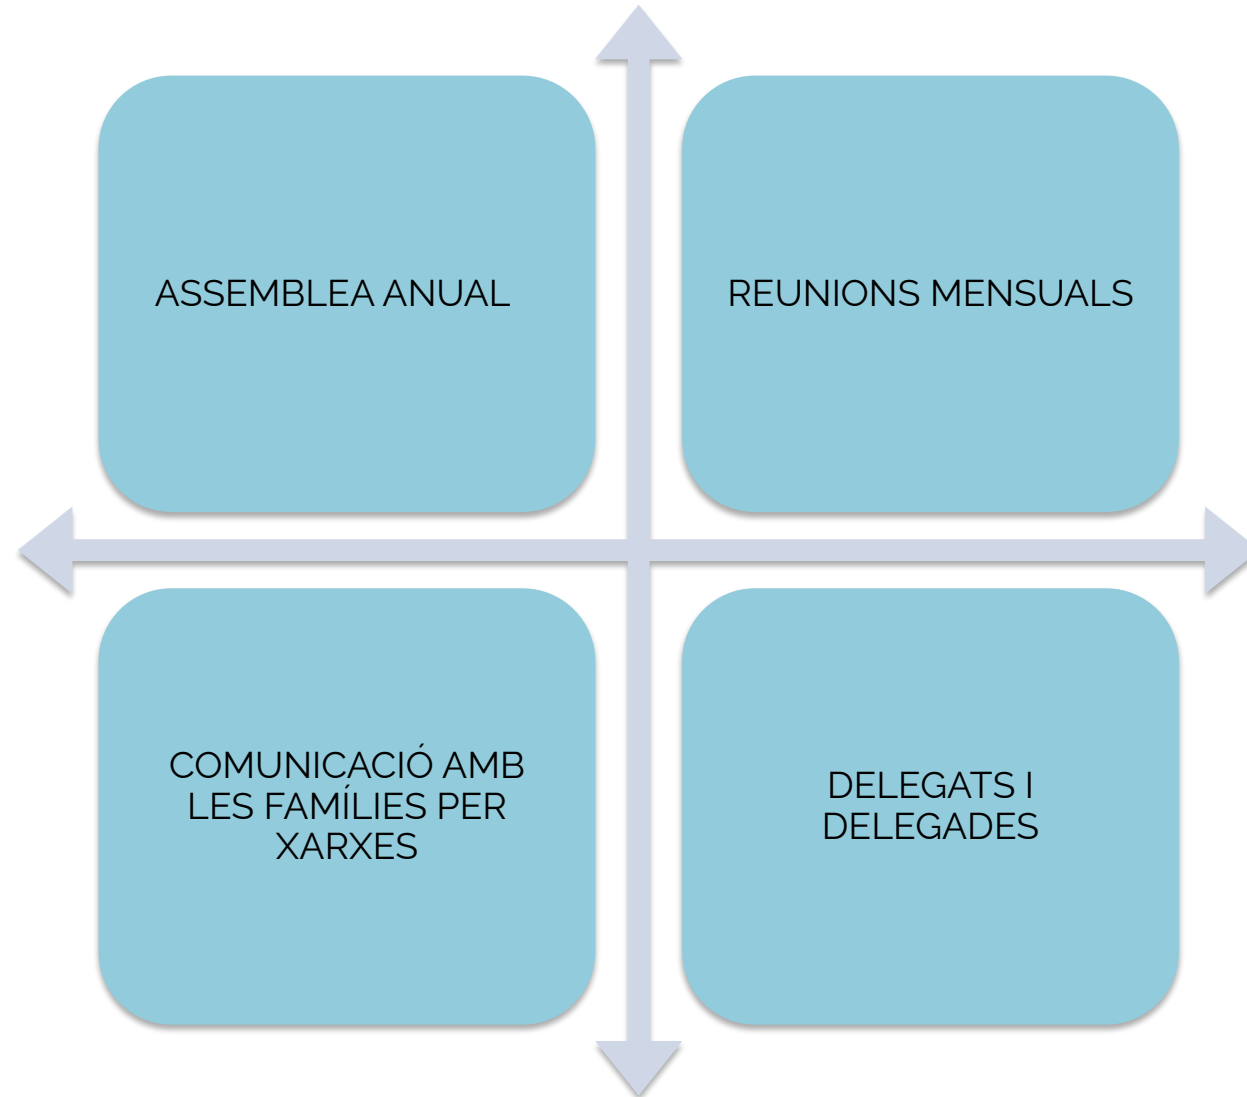 ASSEMBLEA ANUAL
REUNIONS MENSUALS
COMUNICACIÓ AMB
LES FAMÍLIES PER
XARXES
DELEGATS I
DELEGADES